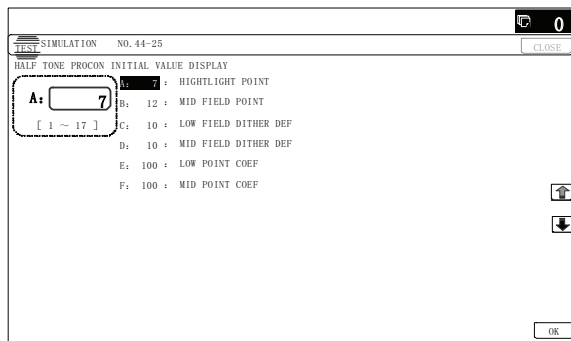 0
TEST SIMULATION NO. 44-25
CLOSE
HALF TONE PROCON INITIAL VALUE DISPLAY
A: 7
[ 1 ~ 17 ]
A: 7 : HIGHTLIGHT POINT
B: 12 : MID FIELD POINT
C: 10 : LOW FIELD DITHER DEF
D: 10 : MID FIELD DITHER DEF
E: 100 : LOW POINT COEF
F: 100 : MID POINT COEF
OK